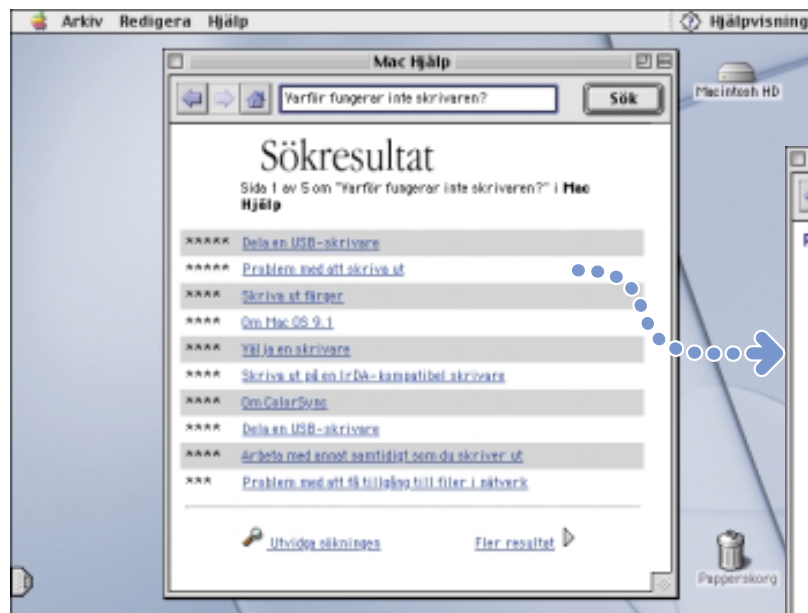 Arkiv Redigera Hjälp Hjälpvisning
Mac Hjälp
Varför fungerar inte skrivaren? Sök
Macintosh HD
Sökresultat
Sida 1 av 5 om "Varför fungerar inte skrivaren?" i Mac
Hjälp
***** Dela en USB-skrivare
***** Problem med att skriva ut
**** Skriva ut färger
**** Om Mac OS 9.1
**** Välja en skrivare
**** Skriva ut på en IrDA-kompatibel skrivare
**** Om ColorSync
**** Dela en USB-skrivare
**** Arbeta med annat samtidigt som du skriver ut
*** Problem med att få tillgång till filer i nätverk
Utvidga sökningen Fler resultat
Papperskorg